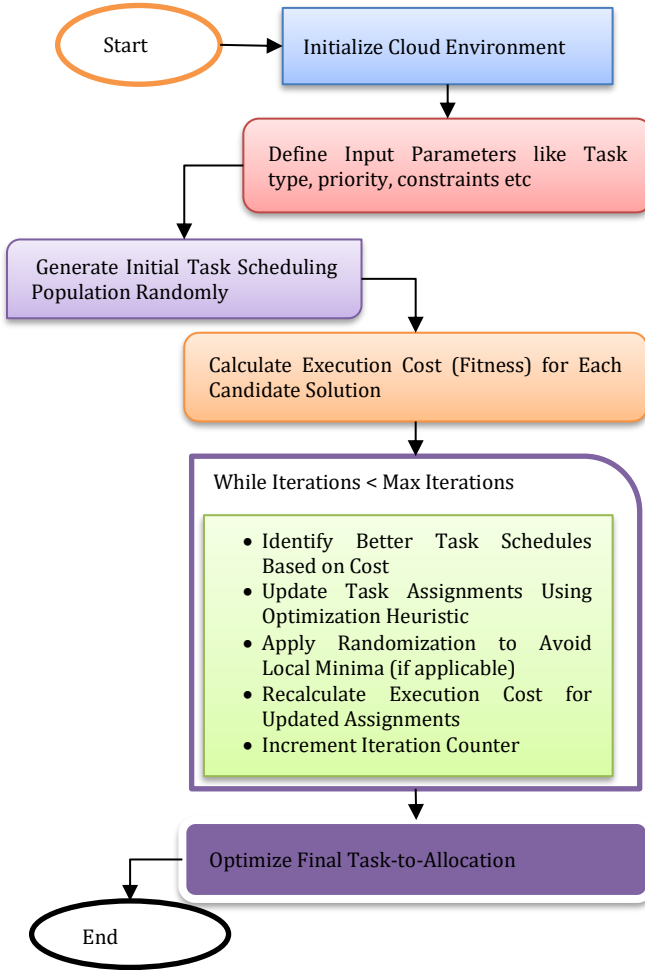 Start
Initialize Cloud Environment
Define Input Parameters like Task
type, priority, constraints etc
Generate Initial Task Scheduling
Population Randomly
Calculate Execution Cost (Fitness) for Each
Candidate Solution
While Iterations < Max Iterations
• Identify Better Task Schedules
Based on Cost
• Update Task Assignments Using
Optimization Heuristic
• Apply Randomization to Avoid
Local Minima (if applicable)
• Recalculate Execution Cost for
Updated Assignments
• Increment Iteration Counter
Optimize Final Task-to-Allocation
End